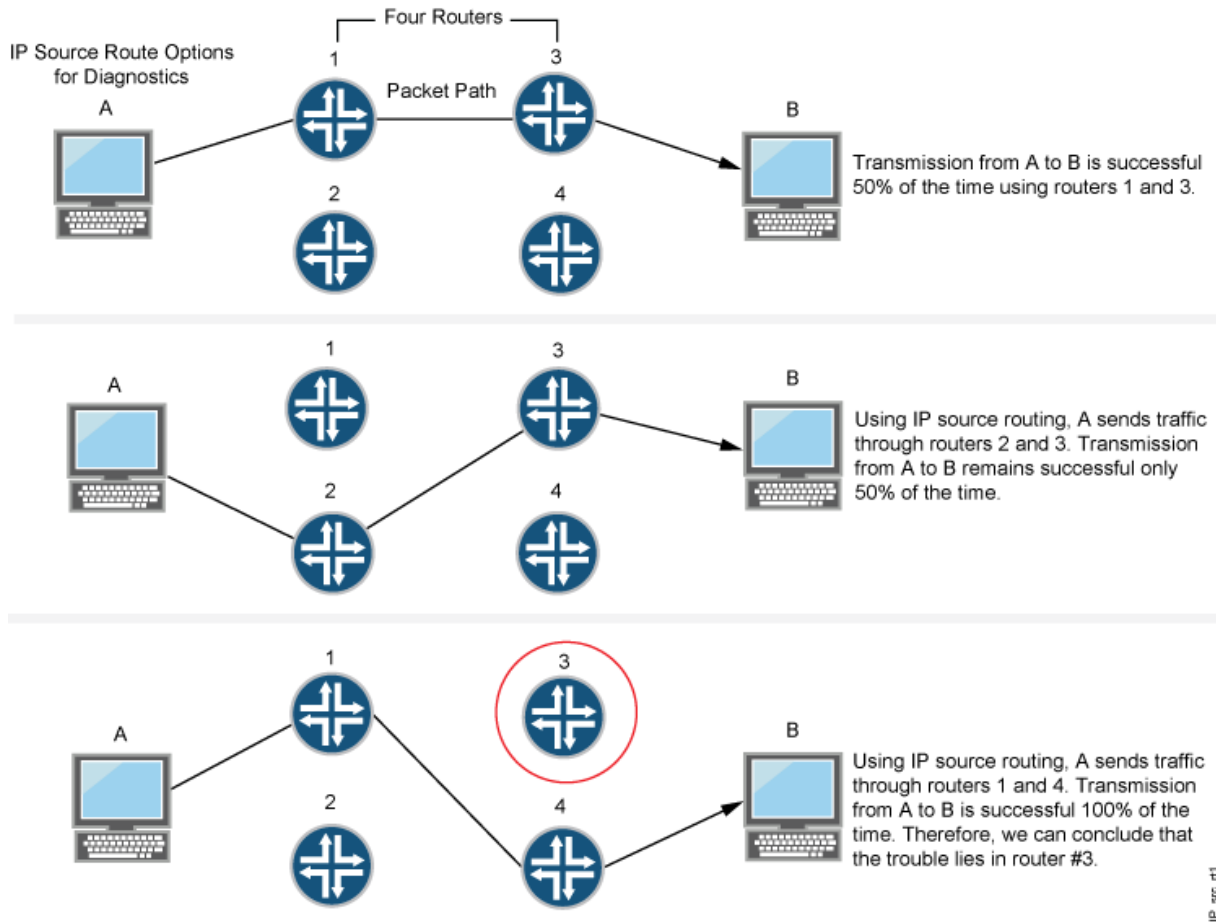 Four Routers
IP Source Route Options
for Diagnostics
1
3
A
Packet Path
B
Transmission from A to B is successful
50% of the time using routers 1 and 3.
2
4
1
3
A
B
Using IP source routing, A sends traffic
through routers 2 and 3. Transmission
from A to B remains successful only
50% of the time.
2
4
1
3
A
B
Using IP source routing, A sends traffic
through routers 1 and 4. Transmission
from A to B is successful 100% of the
time. Therefore, we can conclude that
the trouble lies in router #3.
2
4